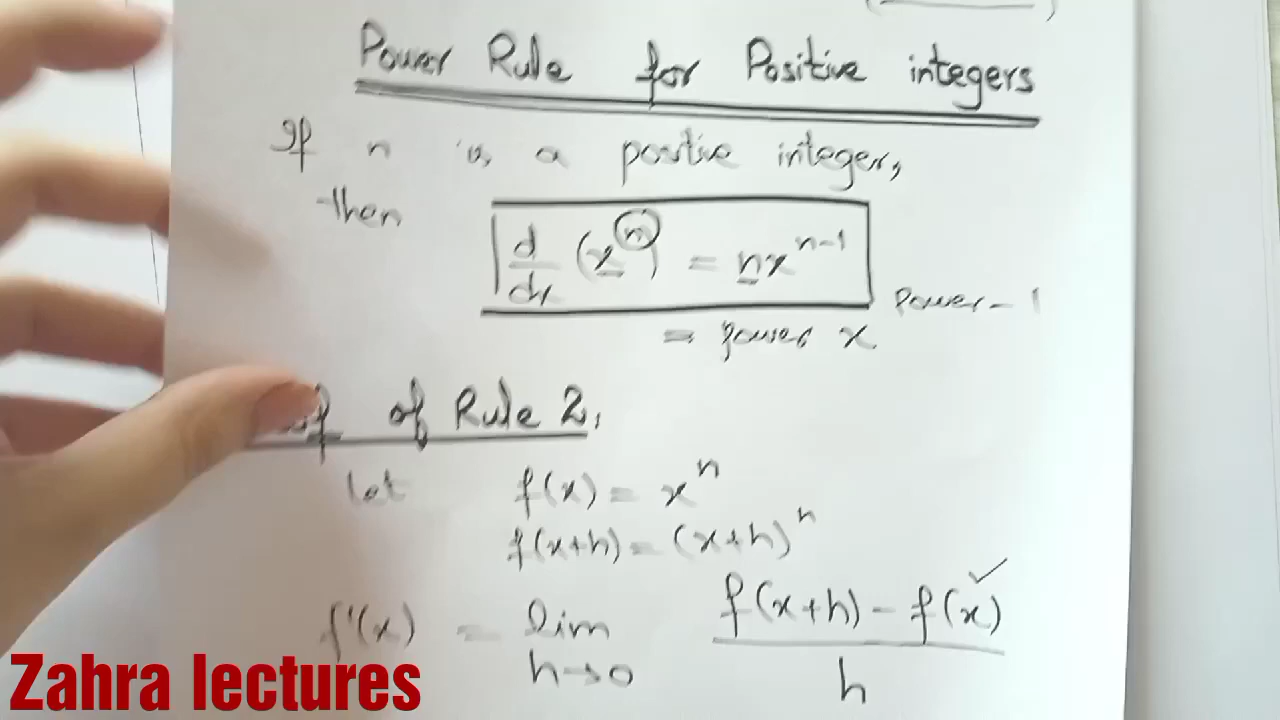 Power Rule for Positive integers
If n is a positive integer,
then d/dx (x^n) = nx^(n-1)
= power x^(Power-1)
of Rule 2,
let f(x) = x^n
f(x+h) = (x+h)^n
f'(x) = lim h→0 (f(x+h) - f(x))/h
Zahra lectures